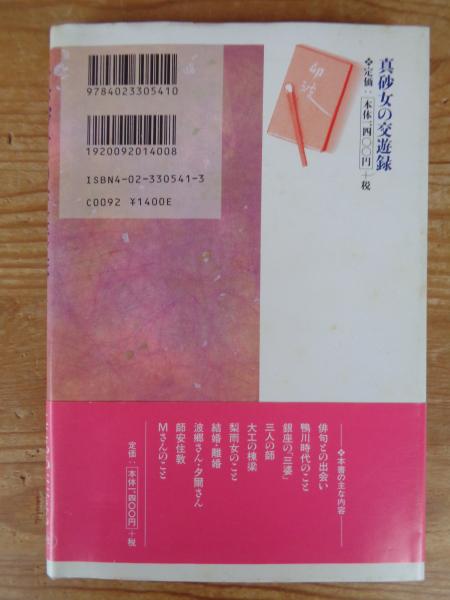 真砂女の交遊録
❖定価：本体一四〇〇円＋税
卯波
9784023305410
1920092014008
ISBN4-02-330541-3
C0092 ¥1400E
❖本書の主な内容
俳句との出会い
鴨川時代のこと
銀座の「三婆」
三人の師
大工の棟梁
梨雨女のこと
結婚・離婚
波郷さん・夕爾さん
師安住敦
Mさんのこと
定価：本体一四〇〇円＋税